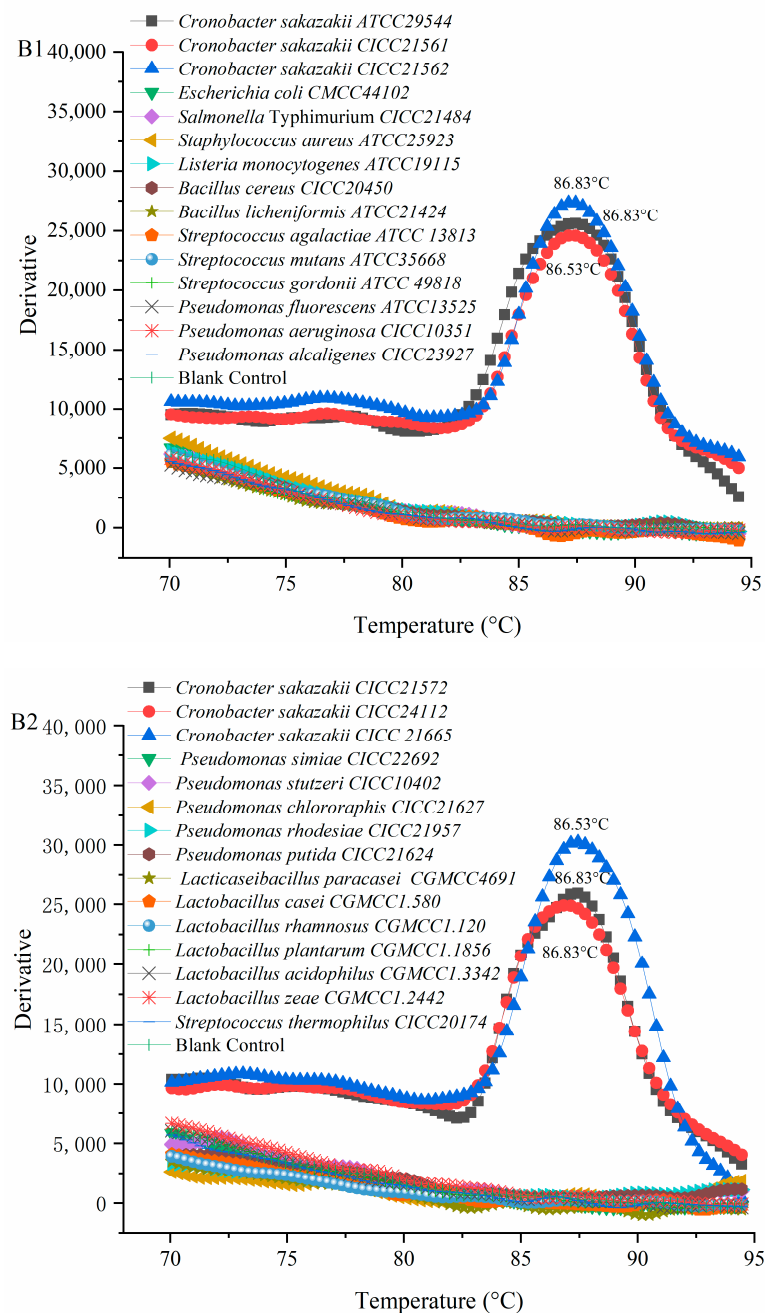 B1
Cronobacter sakazakii ATCC29544
Cronobacter sakazakii CICC21561
Cronobacter sakazakii CICC21562
Escherichia coli CMCC44102
Salmonella Typhimurium CICC21484
Staphylococcus aureus ATCC25923
Listeria monocytogenes ATCC19115
Bacillus cereus CICC20450
Bacillus licheniformis ATCC21424
Streptococcus agalactiae ATCC 13813
Streptococcus mutans ATCC35668
Streptococcus gordonii ATCC 49818
Pseudomonas fluorescens ATCC13525
Pseudomonas aeruginosa CICC10351
Pseudomonas alcaligenes CICC23927
Blank Control
40,000
35,000
30,000
25,000
20,000
15,000
10,000
5,000
0
Derivative
86.83°C
86.83°C
86.53°C
70 75 80 85 90 95
Temperature (°C)
B2
Cronobacter sakazakii CICC21572
Cronobacter sakazakii CICC24112
Cronobacter sakazakii CICC 21665
Pseudomonas simiae CICC22692
Pseudomonas stutzeri CICC10402
Pseudomonas chlororaphis CICC21627
Pseudomonas rhodesiae CICC21957
Pseudomonas putida CICC21624
Lacticaseibacillus paracasei CGMCC4691
Lactobacillus casei CGMCC1.580
Lactobacillus rhamnosus CGMCC1.120
Lactobacillus plantarum CGMCC1.1856
Lactobacillus acidophilus CGMCC1.3342
Lactobacillus zeae CGMCC1.2442
Streptococcus thermophilus CICC20174
Blank Control
40, 000
35, 000
30, 000
25, 000
20, 000
15, 000
10, 000
5, 000
0
Derivative
86.53°C
86.83°C
86.83°C
70 75 80 85 90 95
Temperature (°C)